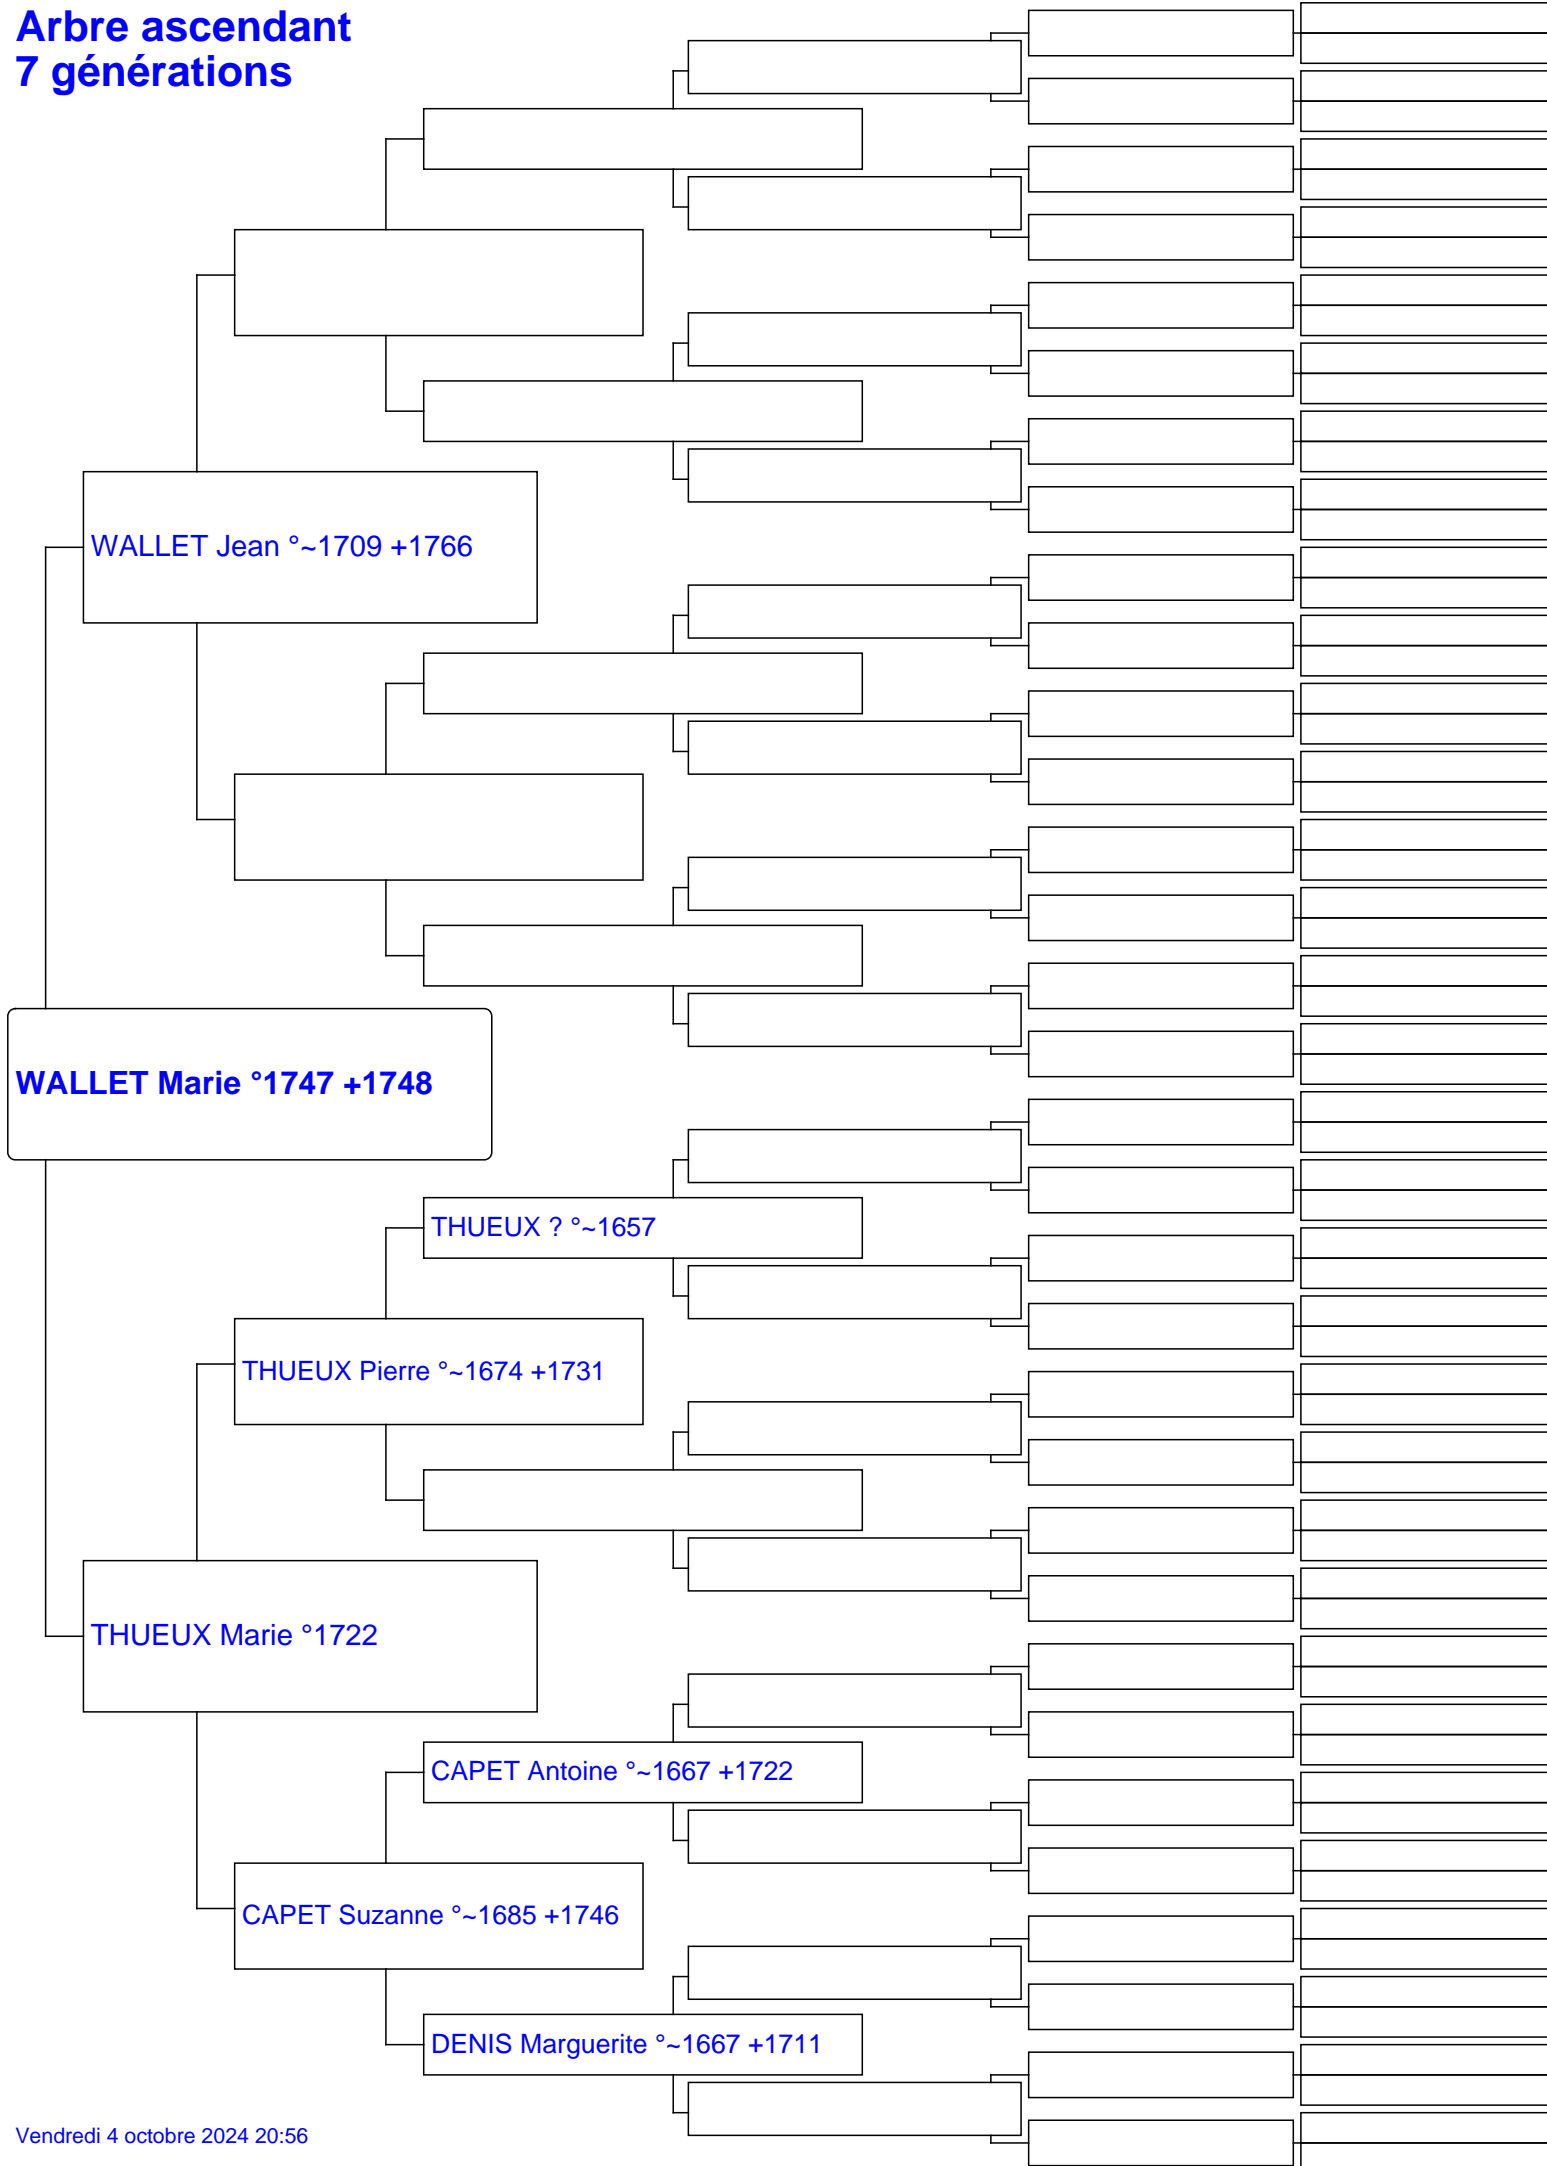 Arbre ascendant
7 générations
WALLET Jean °~1709 +1766
WALLET Marie °1747 +1748
THUEUX ? °~1657
THUEUX Pierre °~1674 +1731
THUEUX Marie °1722
CAPET Antoine °~1667 +1722
CAPET Suzanne °~1685 +1746
DENIS Marguerite °~1667 +1711
Vendredi 4 octobre 2024 20:56